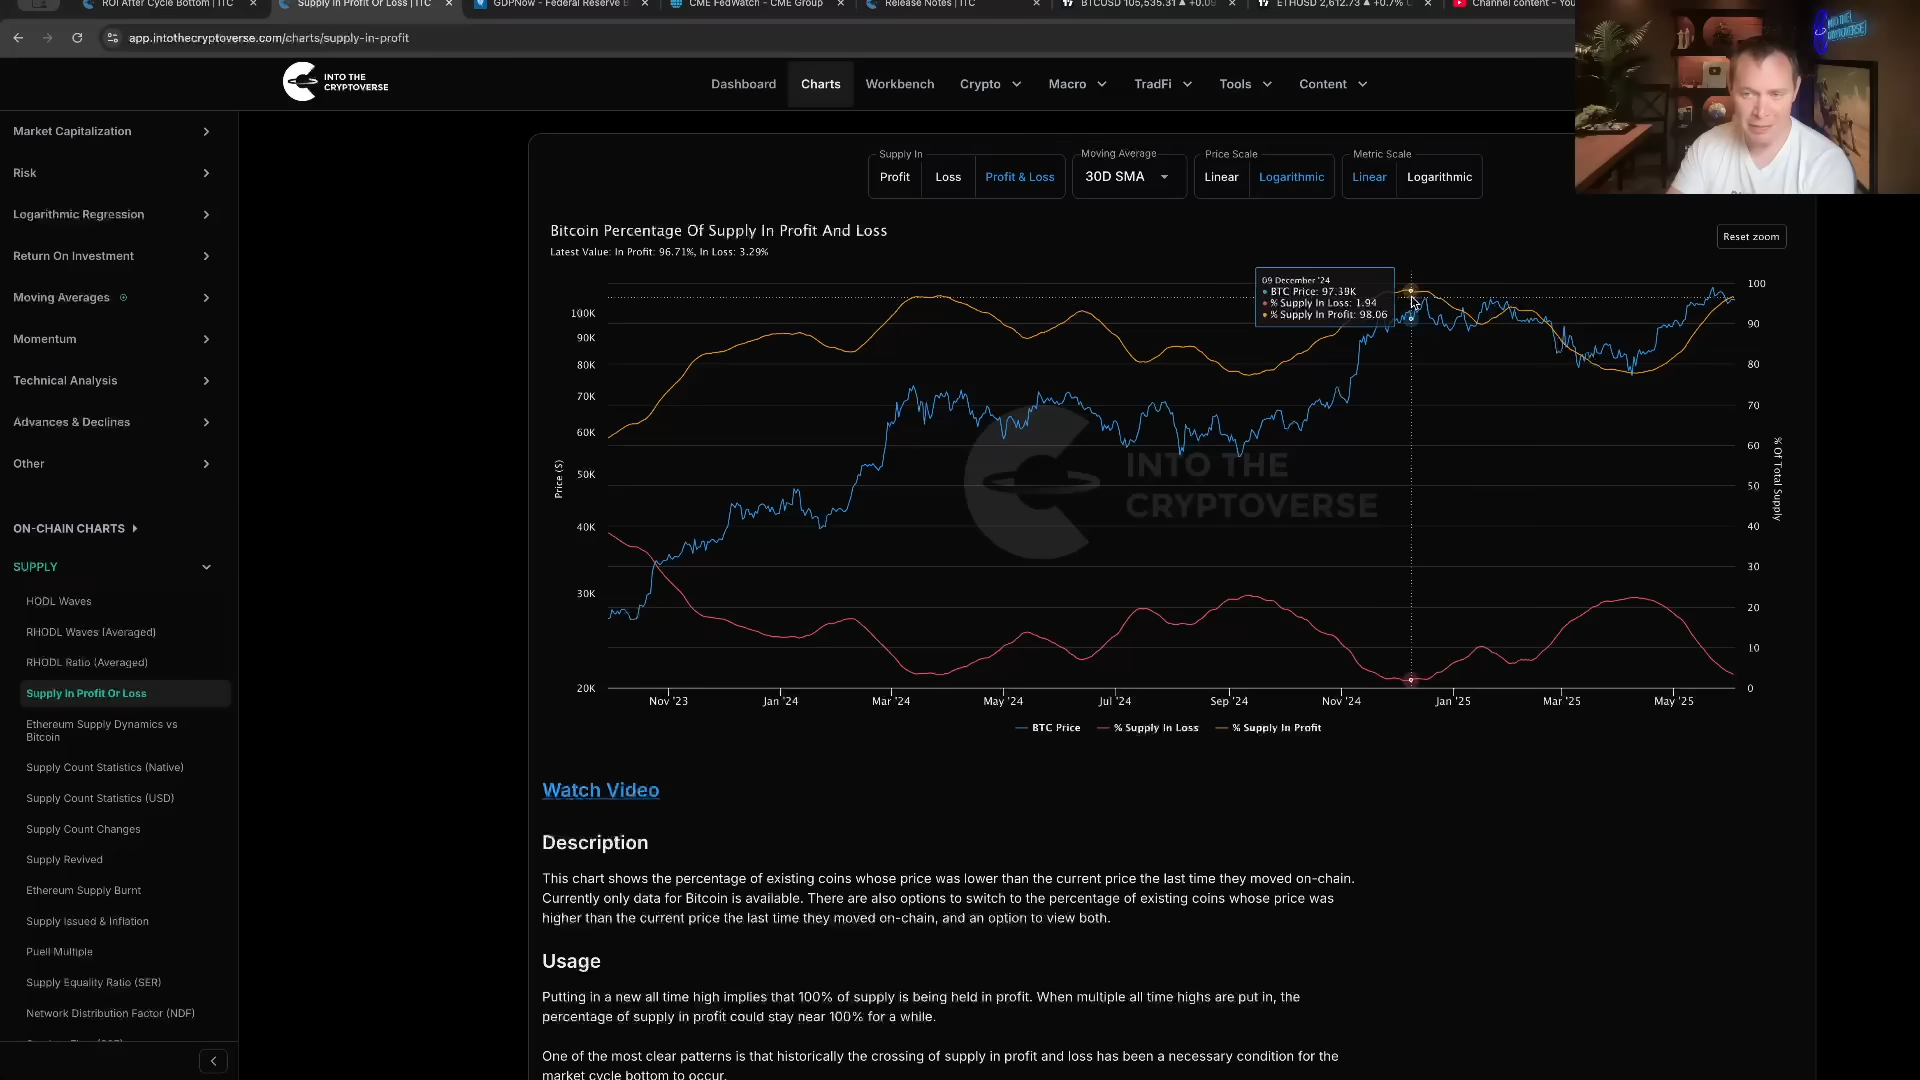 ROI After Cycle Bottom | ITC
Supply In Profit Or Loss | ITC
GDPNow - Federal Reserve B
CME FedWatch - CME Group
Release Notes | ITC
BTCUSD 105,535.31 ▲ +0.0
ETHUSD 2,612.73 ▲ +0.7%
Channel content - You
app.intothecryptoverse.com/charts/supply-in-profit
INTO THE
CRYPTOVERSE
Dashboard
Charts
Workbench
Crypto
Macro
TradFi
Tools
Content
Market Capitalization
Risk
Logarithmic Regression
Return On Investment
Moving Averages
Momentum
Technical Analysis
Advances & Declines
Other
ON-CHAIN CHARTS
SUPPLY
HODL Waves
RHODL Waves (Averaged)
RHODL Ratio (Averaged)
Supply In Profit Or Loss
Ethereum Supply Dynamics vs
Bitcoin
Supply Count Statistics (Native)
Supply Count Statistics (USD)
Supply Count Changes
Supply Revived
Ethereum Supply Burnt
Supply Issued & Inflation
Puell Multiple
Supply Equality Ratio (SER)
Network Distribution Factor (NDF)
Supply In
Profit
Loss
Profit & Loss
Moving Average
30D SMA
Price Scale
Linear
Logarithmic
Metric Scale
Linear
Logarithmic
Bitcoin Percentage Of Supply In Profit And Loss
Latest Value: In Profit: 96.71%, In Loss: 3.29%
Reset zoom
09 December '24
BTC Price: 97.39K
% Supply In Loss: 1.94
% Supply In Profit: 98.06
100K
90K
80K
70K
60K
50K
40K
30K
20K
Price ($)
100
90
80
70
60
50
40
30
20
10
0
% Of Total Supply
INTO THE
CRYPTOVERSE
Nov '23
Jan '24
Mar '24
May '24
Jul '24
Sep '24
Nov '24
Jan '25
Mar '25
May '25
BTC Price
% Supply In Loss
% Supply In Profit
Watch Video
Description
This chart shows the percentage of existing coins whose price was lower than the current price the last time they moved on-chain.
Currently only data for Bitcoin is available. There are also options to switch to the percentage of existing coins whose price was
higher than the current price the last time they moved on-chain, and an option to view both.
Usage
Putting in a new all time high implies that 100% of supply is being held in profit. When multiple all time highs are put in, the
percentage of supply in profit could stay near 100% for a while.
One of the most clear patterns is that historically the crossing of supply in profit and loss has been a necessary condition for the
market cycle bottom to occur.